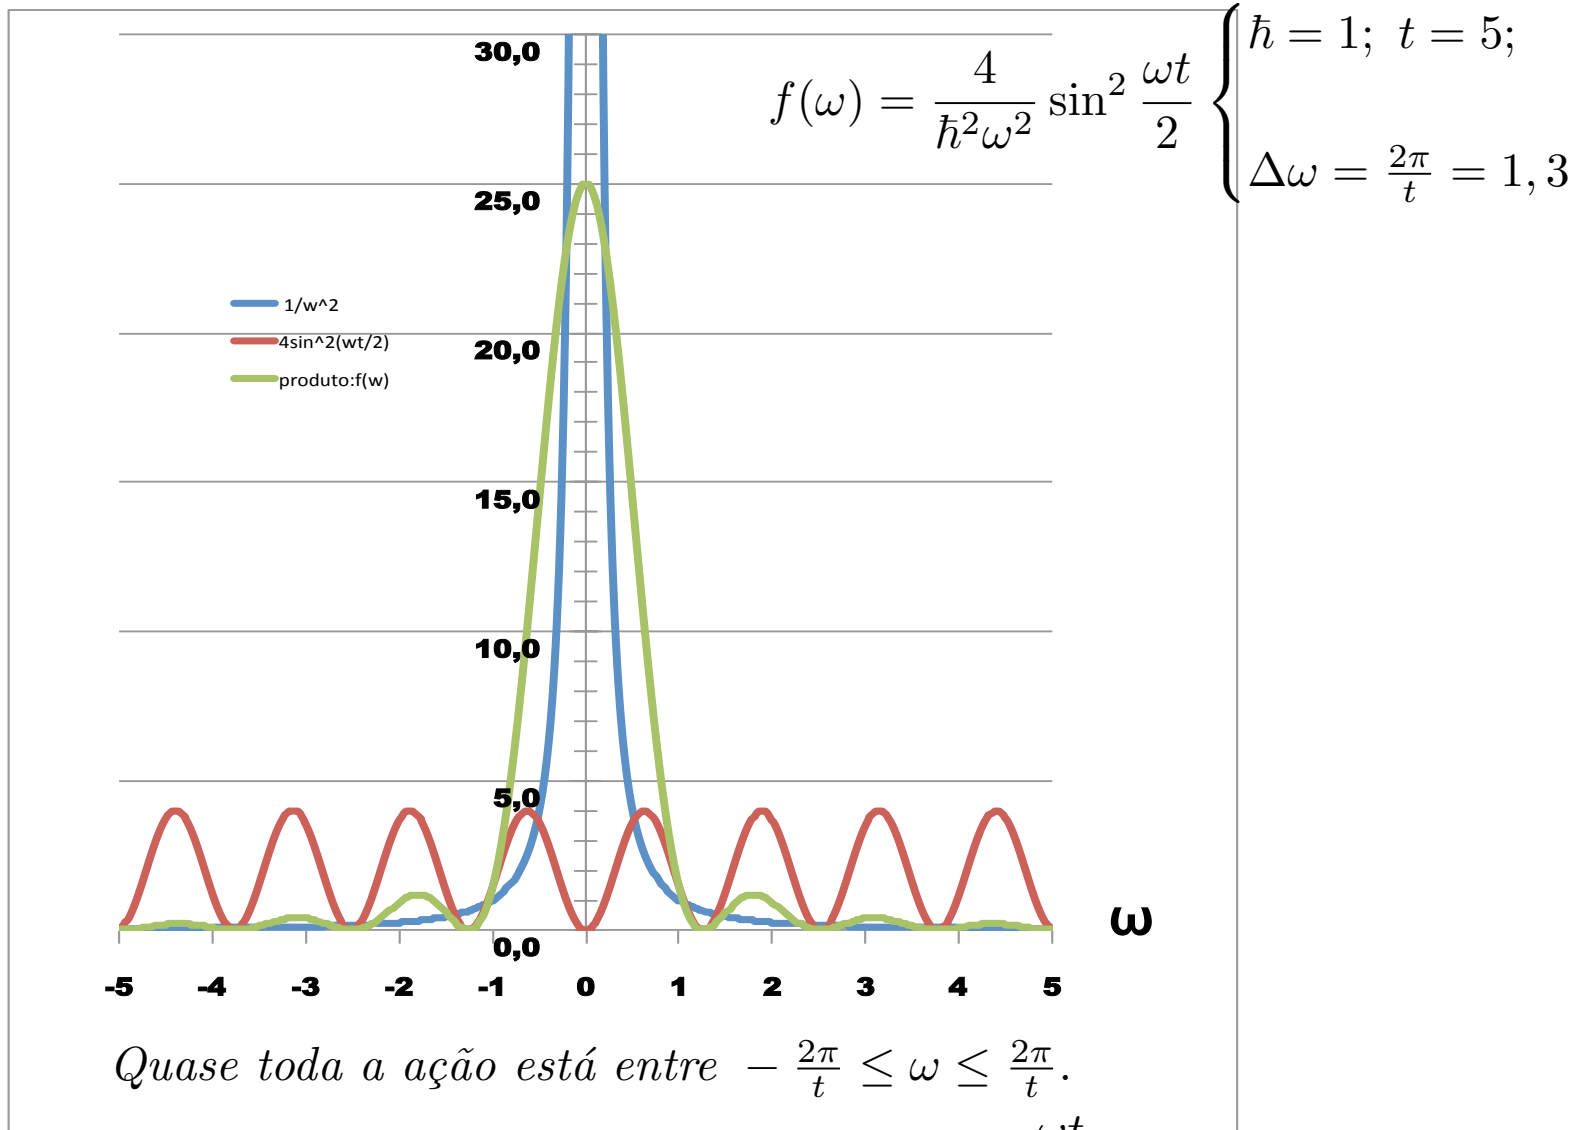 ħ = 1; t = 5;
f(ω) = 4/ħ²ω² sin² ωt/2
Δω = 2π/t = 1,3
30,0
25,0
20,0
15,0
10,0
5,0
0,0
1/w^2
4sin^2(wt/2)
produto:f(w)
ω
-5 -4 -3 -2 -1 0 1 2 3 4 5
Quase toda a ação está entre − 2π/t ≤ ω ≤ 2π/t.
ωt